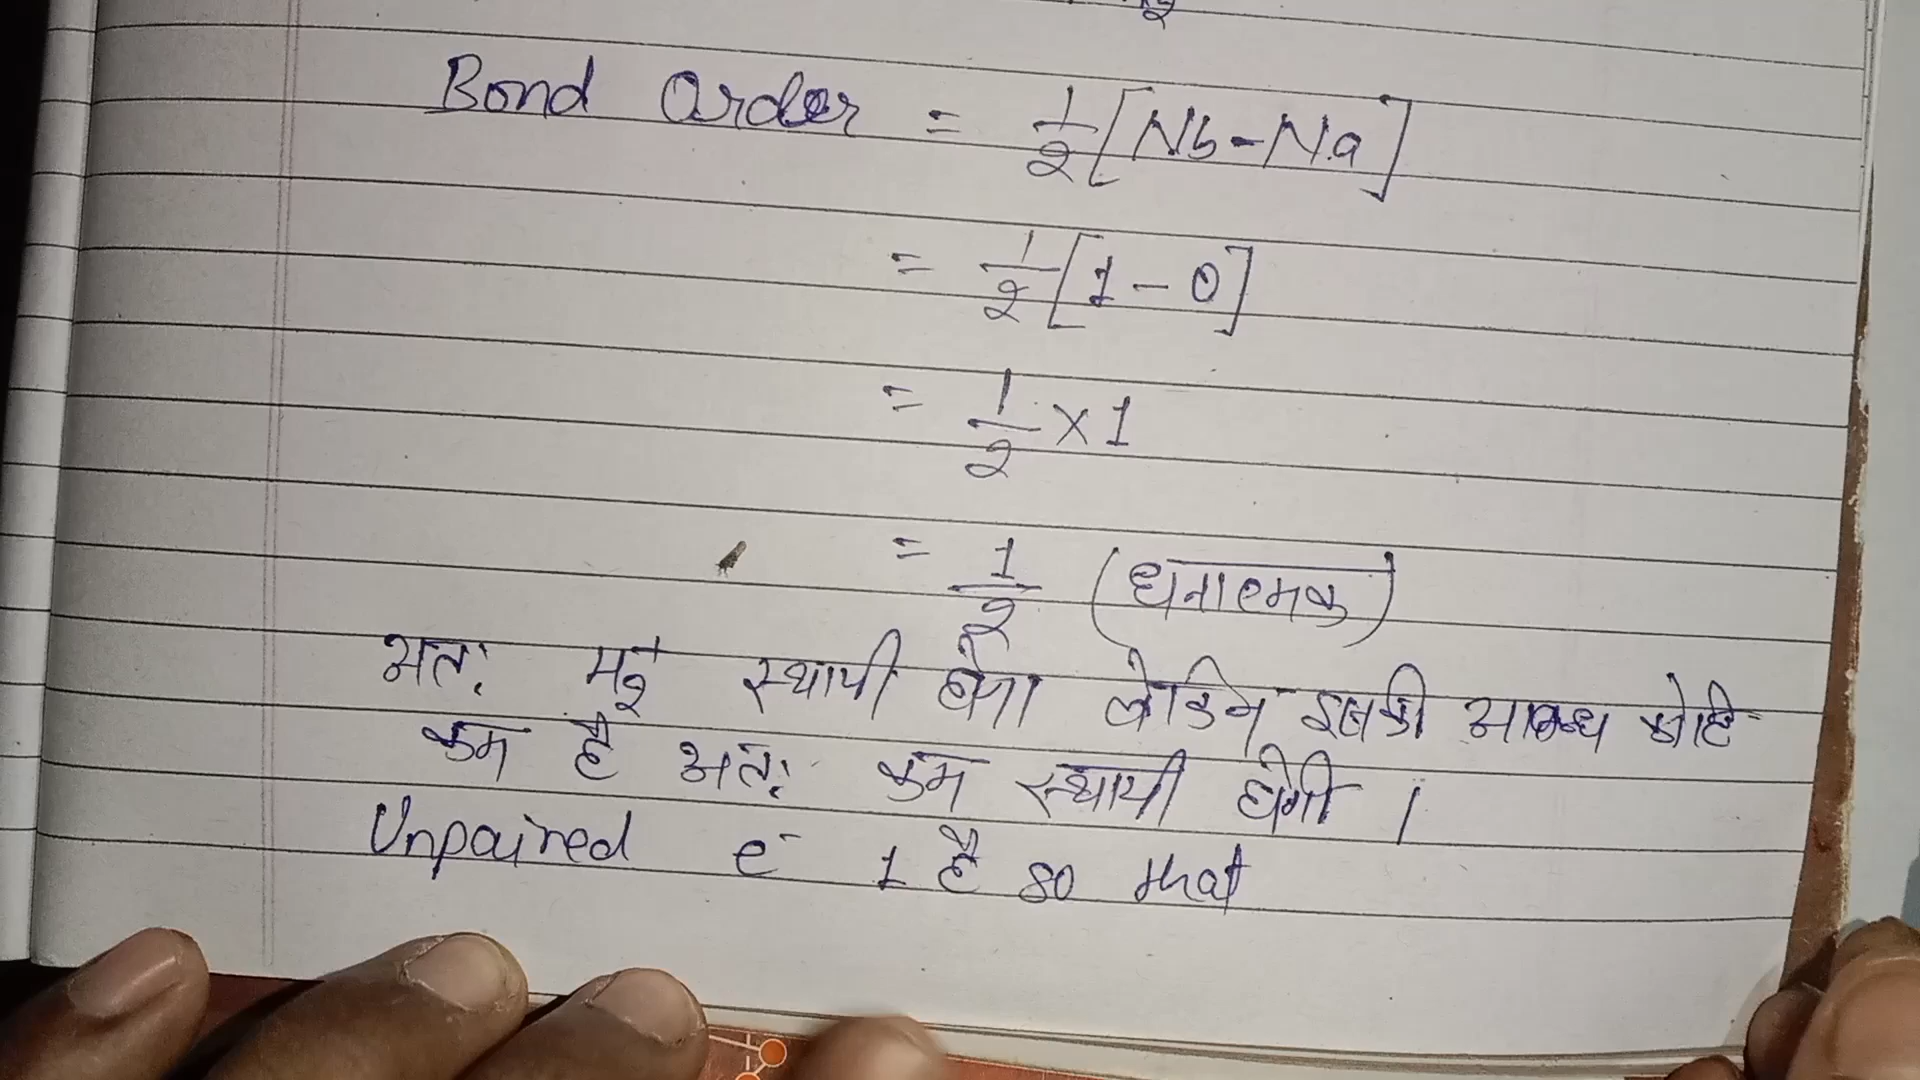 Bond Order = 1/2 [Nb - Na]
= 1/2 [1 - 0]
= 1/2 × 1
= 1/2 (धनात्मक)
अतः H₂⁺ स्थायी होगा लेकिन इसकी आबन्ध कोटि
कम है अतः कम स्थायी होगी ।
Unpaired e⁻ 1 है so that